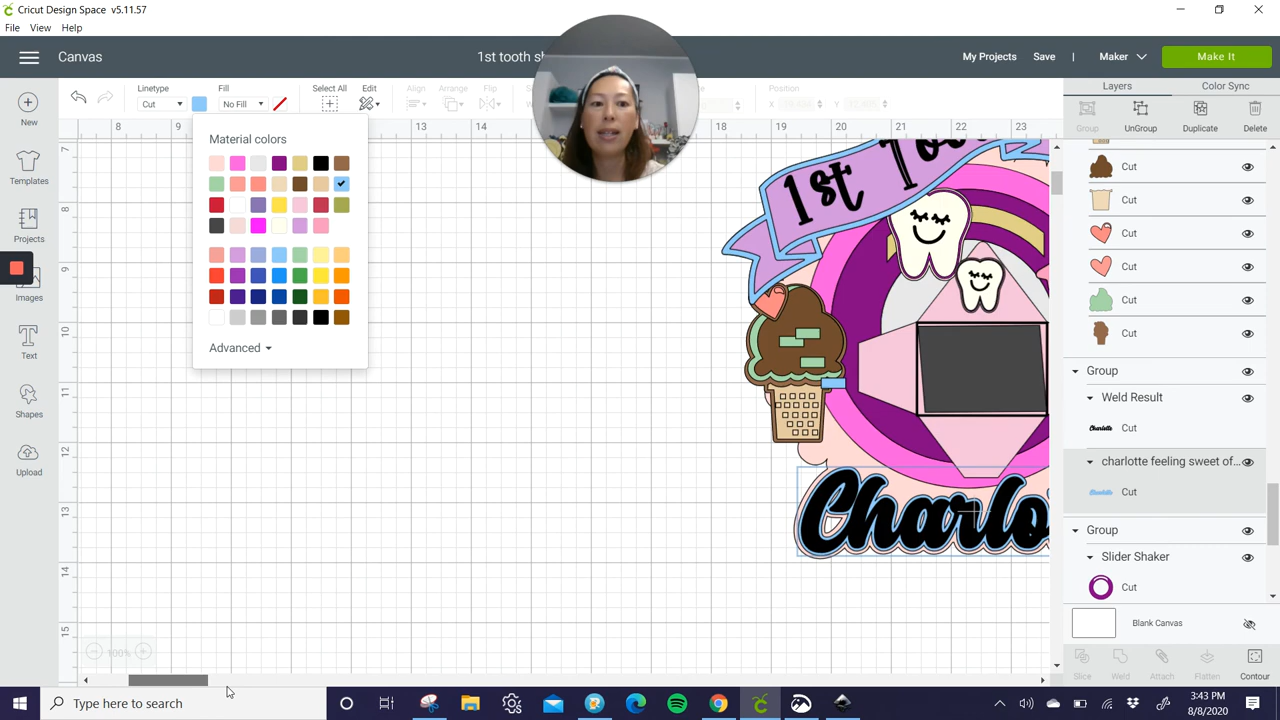 Cricut Design Space v5.11.57
File View Help
Canvas
1st tooth sh
My Projects Save | Maker Make It
New
Templates
Projects
Images
Text
Shapes
Upload
Linetype
Cut
Fill
No Fill
Select All
Edit
Align
Arrange
Flip
Position
X
Y
8 9 13 14 18 19 20 21 22 23
7
8
9
10
11
12
13
14
15
Material colors
Advanced
1st Too
Charlo
100%
Layers Color Sync
Group UnGroup Duplicate Delete
Cut
Cut
Cut
Cut
Cut
Cut
Group
Weld Result
Charlotte Cut
charlotte feeling sweet of...
Charlotte Cut
Group
Slider Shaker
Cut
Blank Canvas
Slice Weld Attach Flatten Contour
Type here to search
3:43 PM
8/8/2020